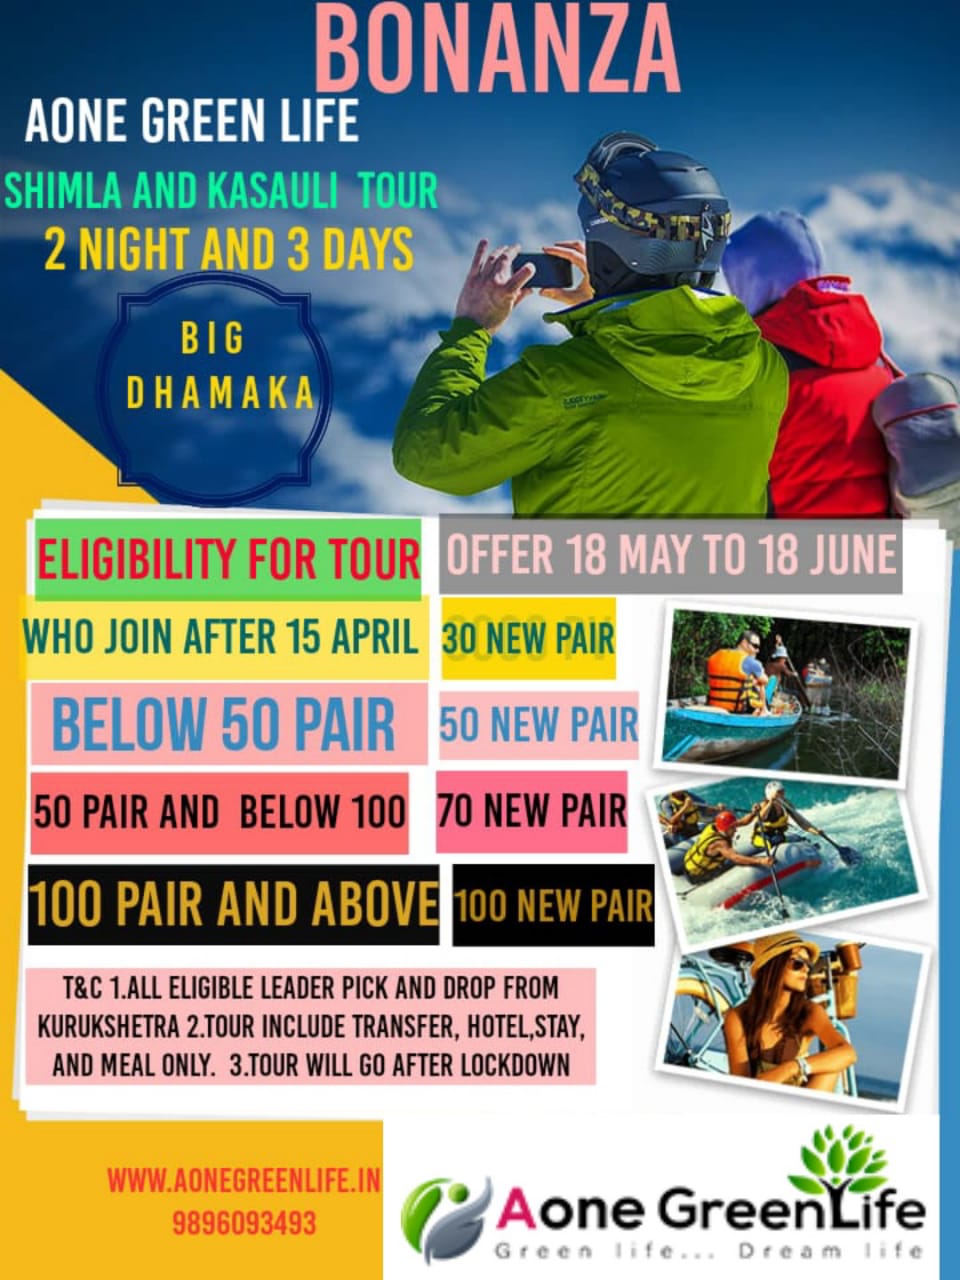 BONANZA
AONE GREEN LIFE
SHIMLA AND KASAULI TOUR
2 NIGHT AND 3 DAYS
BIG
DHAMAKA
ELIGIBILITY FOR TOUR
OFFER 18 MAY TO 18 JUNE
WHO JOIN AFTER 15 APRIL
30 NEW PAIR
BELOW 50 PAIR
50 NEW PAIR
50 PAIR AND BELOW 100
70 NEW PAIR
100 PAIR AND ABOVE
100 NEW PAIR
T&C 1.ALL ELIGIBLE LEADER PICK AND DROP FROM
KURUKSHETRA 2.TOUR INCLUDE TRANSFER, HOTEL,STAY,
AND MEAL ONLY. 3.TOUR WILL GO AFTER LOCKDOWN
WWW.AONEGREENLIFE.IN
9896093493
Aone GreenLife
Green life... Dream life